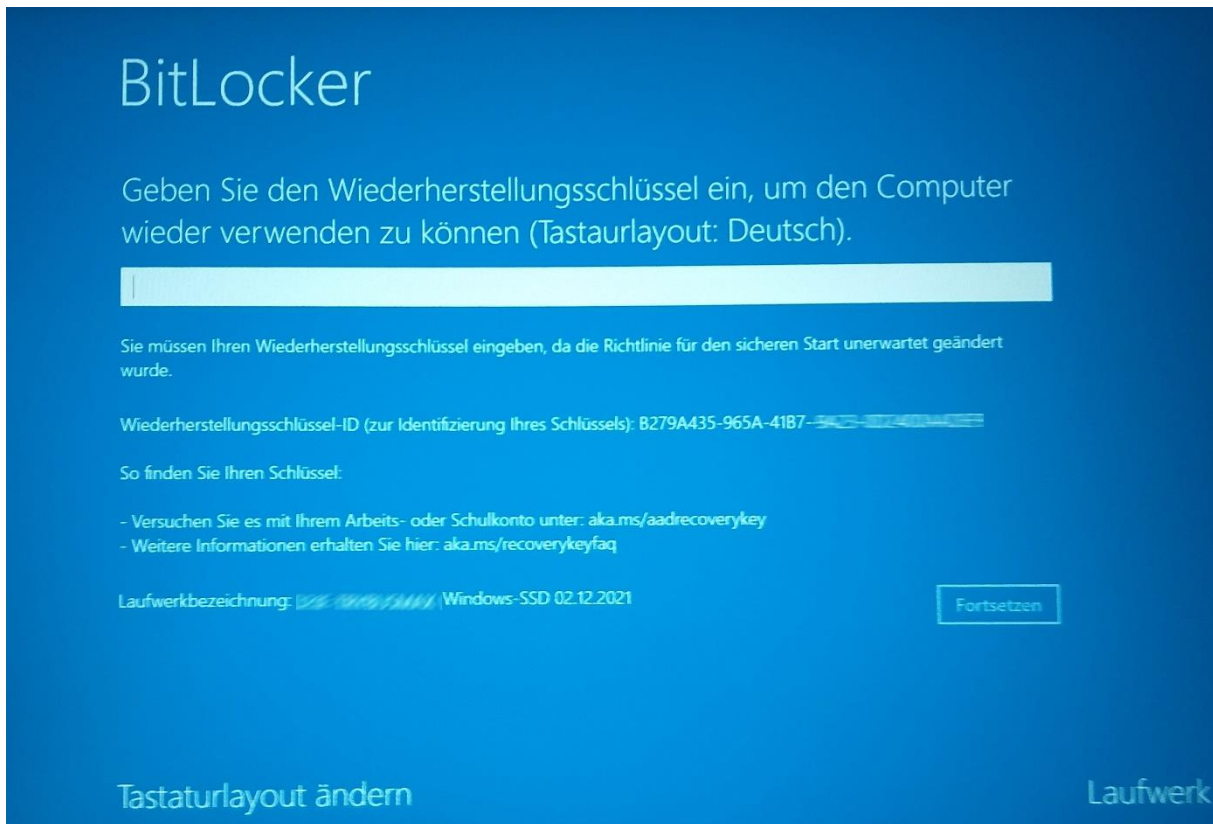 BitLocker
Geben Sie den Wiederherstellungsschlüssel ein, um den Computer
wieder verwenden zu können (Tastaurlayout: Deutsch).
Sie müssen Ihren Wiederherstellungsschlüssel eingeben, da die Richtlinie für den sicheren Start unerwartet geändert
wurde.
Wiederherstellungsschlüssel-ID (zur Identifizierung Ihres Schlüssels): B279A435-965A-41B7-
So finden Sie Ihren Schlüssel:
- Versuchen Sie es mit Ihrem Arbeits- oder Schulkonto unter: aka.ms/aadrecoverykey
- Weitere Informationen erhalten Sie hier: aka.ms/recoverykeyfaq
Laufwerkbezeichnung: Windows-SSD 02.12.2021
Fortsetzen
Tastaturlayout ändern
Laufwerk